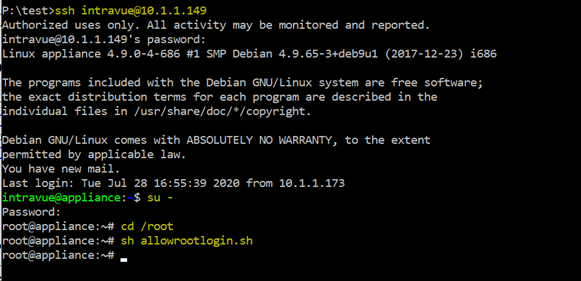 P:\test>ssh intravue@10.1.1.149
Authorized uses only. All activity may be monitored and reported.
intravue@10.1.1.149's password:
Linux appliance 4.9.0-4-686 #1 SMP Debian 4.9.65-3+deb9u1 (2017-12-23) i686
The programs included with the Debian GNU/Linux system are free software;
the exact distribution terms for each program are described in the
individual files in /usr/share/doc/*/copyright.
Debian GNU/Linux comes with ABSOLUTELY NO WARRANTY, to the extent
permitted by applicable law.
You have new mail.
Last login: Tue Jul 28 16:55:39 2020 from 10.1.1.173
intravue@appliance:~$ su -
Password:
root@appliance:~# cd /root
root@appliance:~# sh allowrootlogin.sh
root@appliance:~#